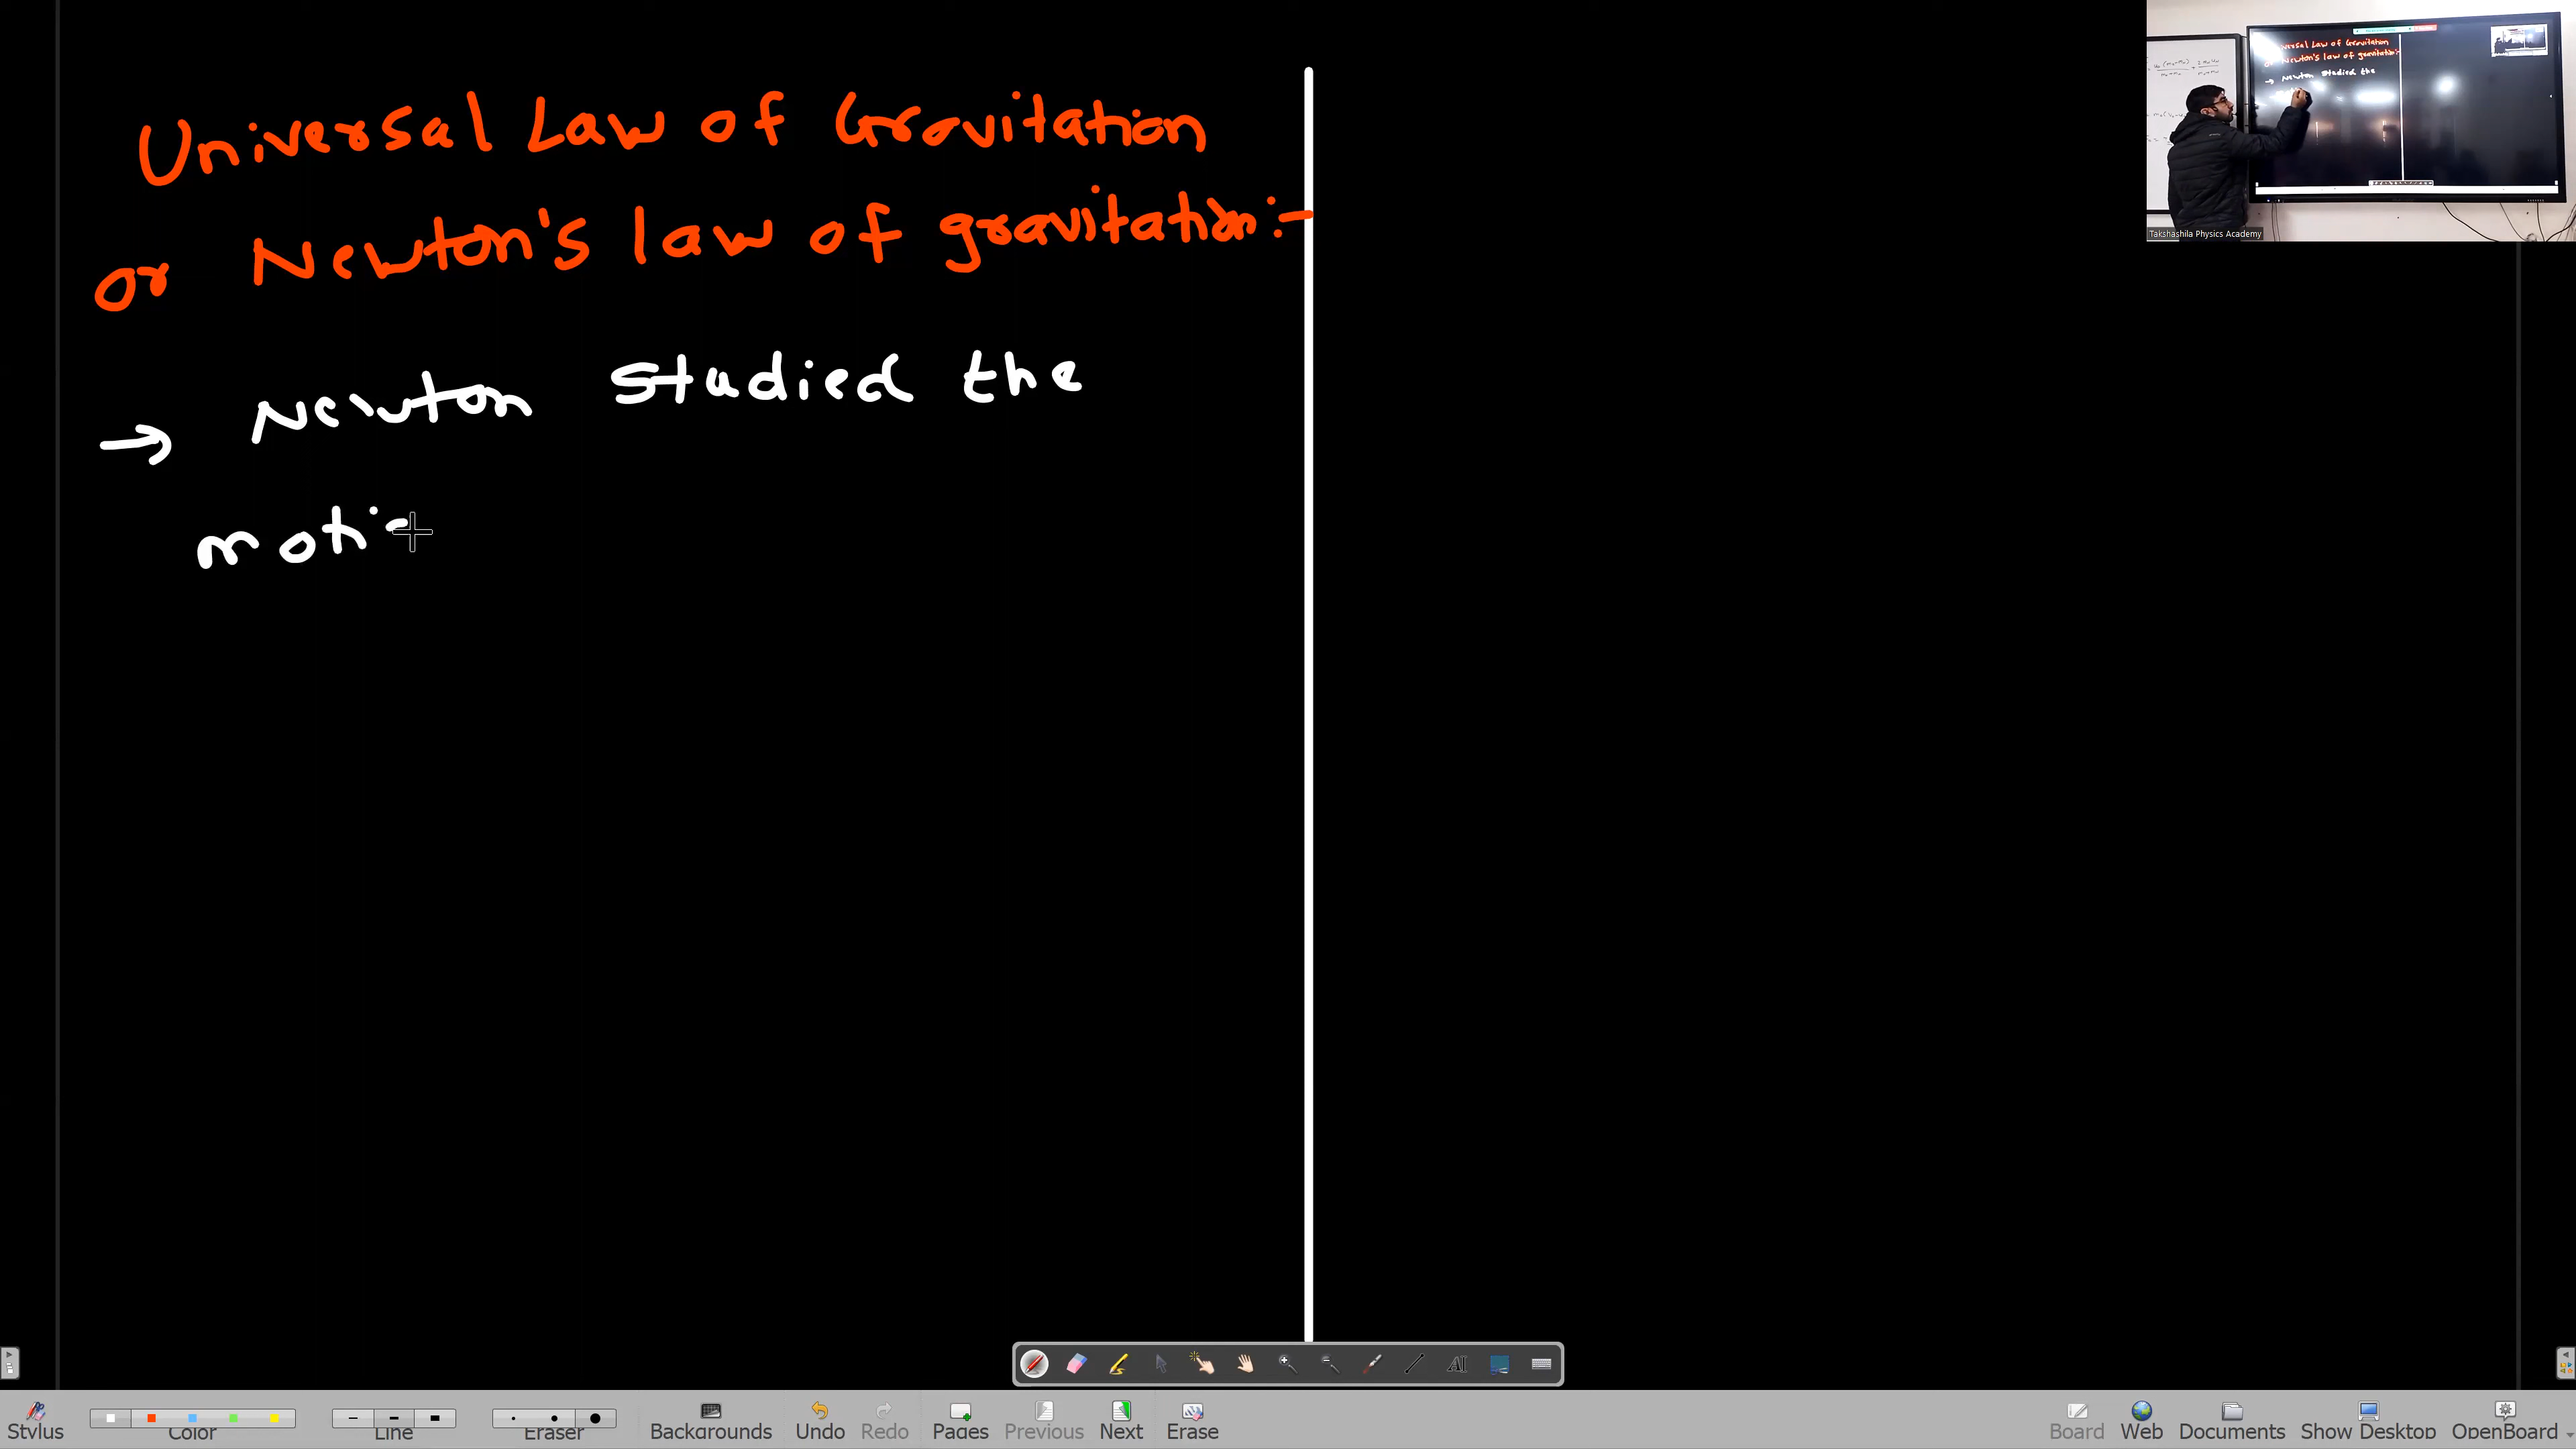 Universal Law of Gravitation
or Newton's law of gravitation:-
→ Newton studied the
motio
Takshashila Physics Academy
Stylus
Color
Line
Eraser
Backgrounds
Undo
Redo
Pages
Previous
Next
Erase
Board
Web
Documents
Show Desktop
OpenBoard